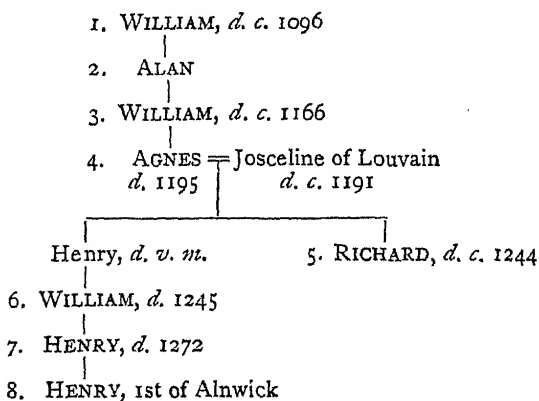 1. WILLIAM, d. c. 1096
2. ALAN
3. WILLIAM, d. c. 1166
4. AGNES = Josceline of Louvain
d. 1195 d. c. 1191
Henry, d. v. m. 5. RICHARD, d. c. 1244
6. WILLIAM, d. 1245
7. HENRY, d. 1272
8. HENRY, 1st of Alnwick